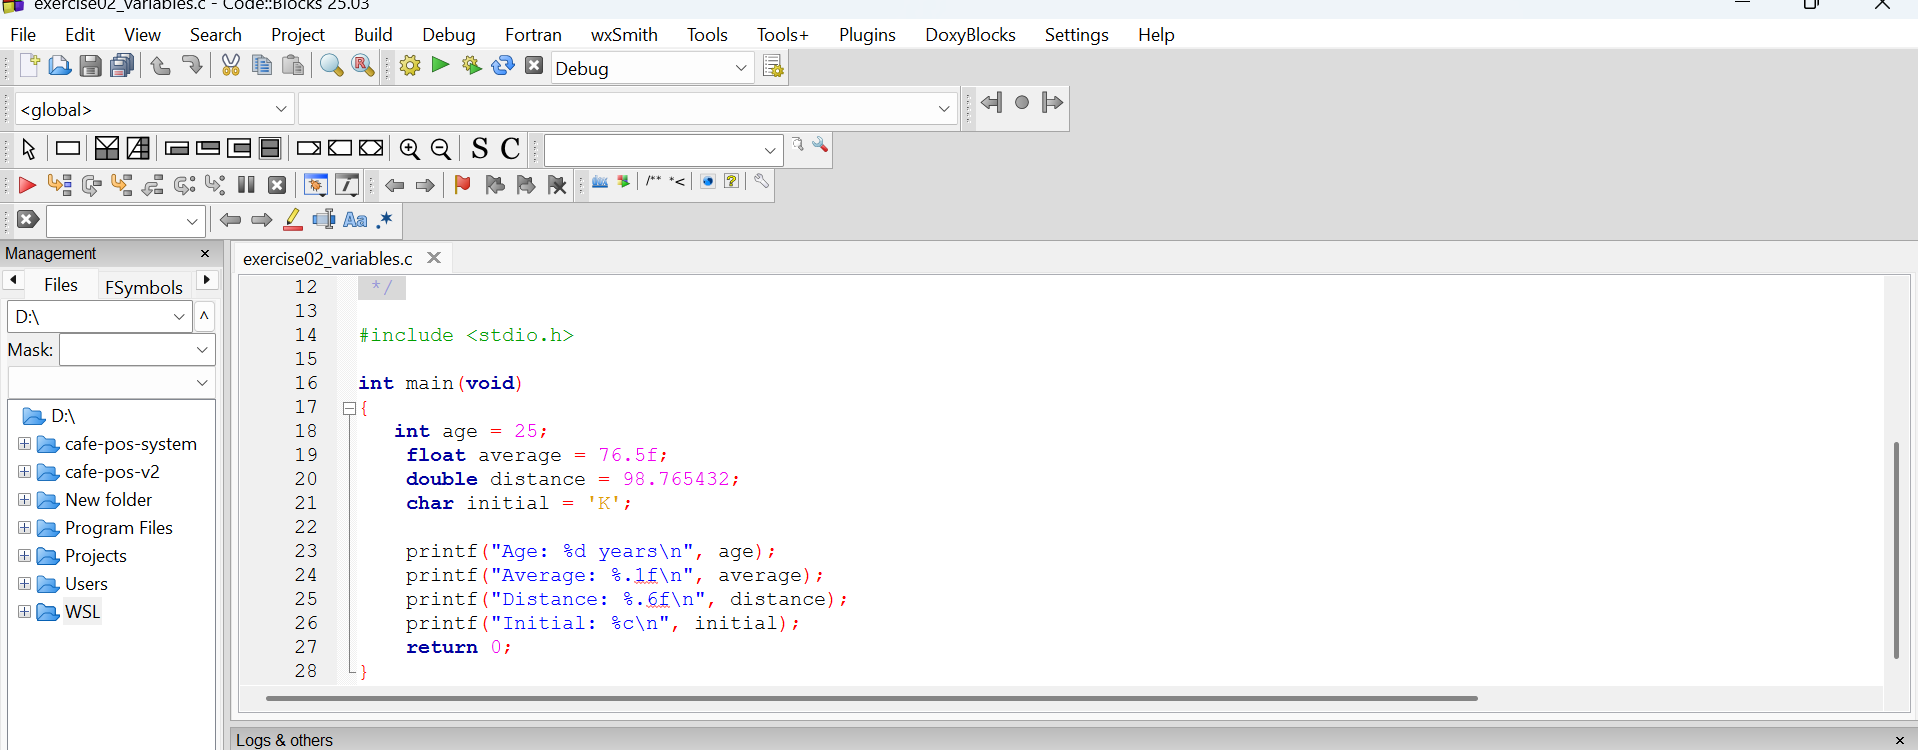 exercise02_variables.c - Code::Blocks 25.03
File Edit View Search Project Build Debug Fortran wxSmith Tools Tools+ Plugins DoxyBlocks Settings Help
Debug
<global>
S C
/** *<
Aa .*
Management
Files FSymbols
D:\
Mask:
D:\
cafe-pos-system
cafe-pos-v2
New folder
Program Files
Projects
Users
WSL
exercise02_variables.c
12 */
13
14 #include <stdio.h>
15
16 int main(void)
17 {
18 int age = 25;
19 float average = 76.5f;
20 double distance = 98.765432;
21 char initial = 'K';
22
23 printf("Age: %d years\n", age);
24 printf("Average: %.1f\n", average);
25 printf("Distance: %.6f\n", distance);
26 printf("Initial: %c\n", initial);
27 return 0;
28 }
Logs & others